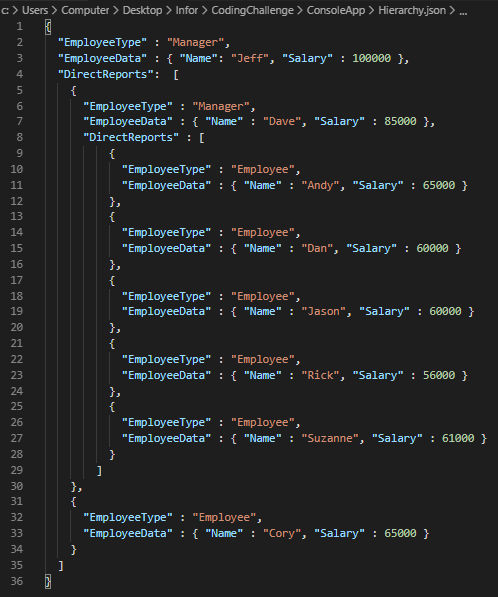 c: > Users > Computer > Desktop > Infor > CodingChallenge > ConsoleApp > Hierarchy.json > ...
1 {
2   "EmployeeType" : "Manager",
3   "EmployeeData" : { "Name": "Jeff", "Salary" : 100000 },
4   "DirectReports":  [
5     {
6       "EmployeeType" : "Manager",
7       "EmployeeData" : { "Name" : "Dave", "Salary" : 85000 },
8       "DirectReports" : [
9           {
10             "EmployeeType" : "Employee",
11             "EmployeeData" : { "Name" : "Andy", "Salary" : 65000 }
12           },
13           {
14             "EmployeeType" : "Employee",
15             "EmployeeData" : { "Name" : "Dan", "Salary" : 60000 }
16           },
17           {
18             "EmployeeType" : "Employee",
19             "EmployeeData" : { "Name" : "Jason", "Salary" : 60000 }
20           },
21           {
22             "EmployeeType" : "Employee",
23             "EmployeeData" : { "Name" : "Rick", "Salary" : 56000 }
24           },
25           {
26             "EmployeeType" : "Employee",
27             "EmployeeData" : { "Name" : "Suzanne", "Salary" : 61000 }
28           }
29         ]
30     },
31     {
32       "EmployeeType" : "Employee",
33       "EmployeeData" : { "Name" : "Cory", "Salary" : 65000 }
34     }
35   ]
36 }